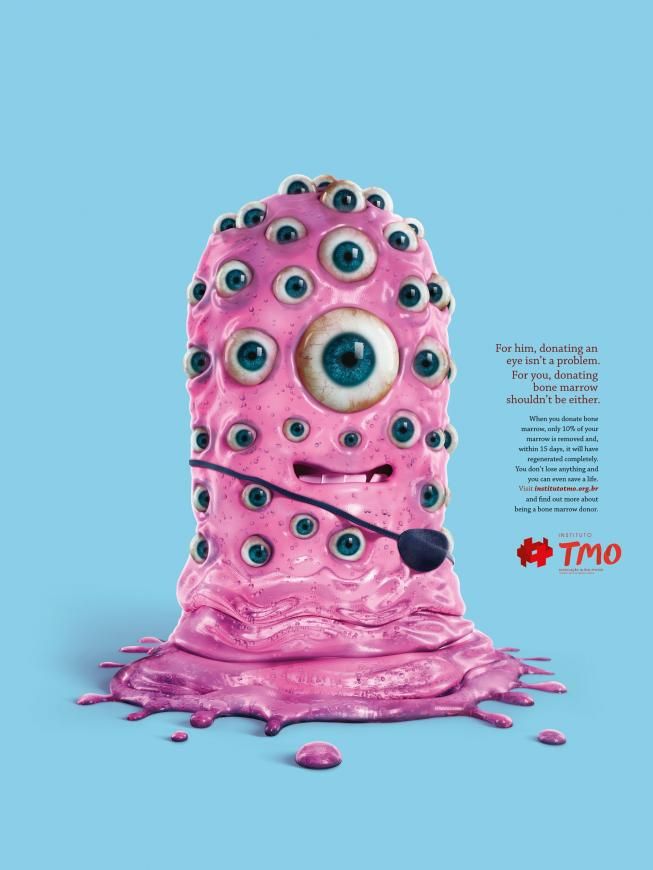 For him, donating an
eye isn't a problem.
For you, donating
bone marrow
shouldn't be either.
When you donate bone
marrow, only 10% of your
marrow is removed and,
within 15 days, it will have
regenerated completely.
You don't lose anything and
you can even save a life.
Visit institutotmo.org.br
and find out more about
being a bone marrow donor.
INSTITUTO
TMO